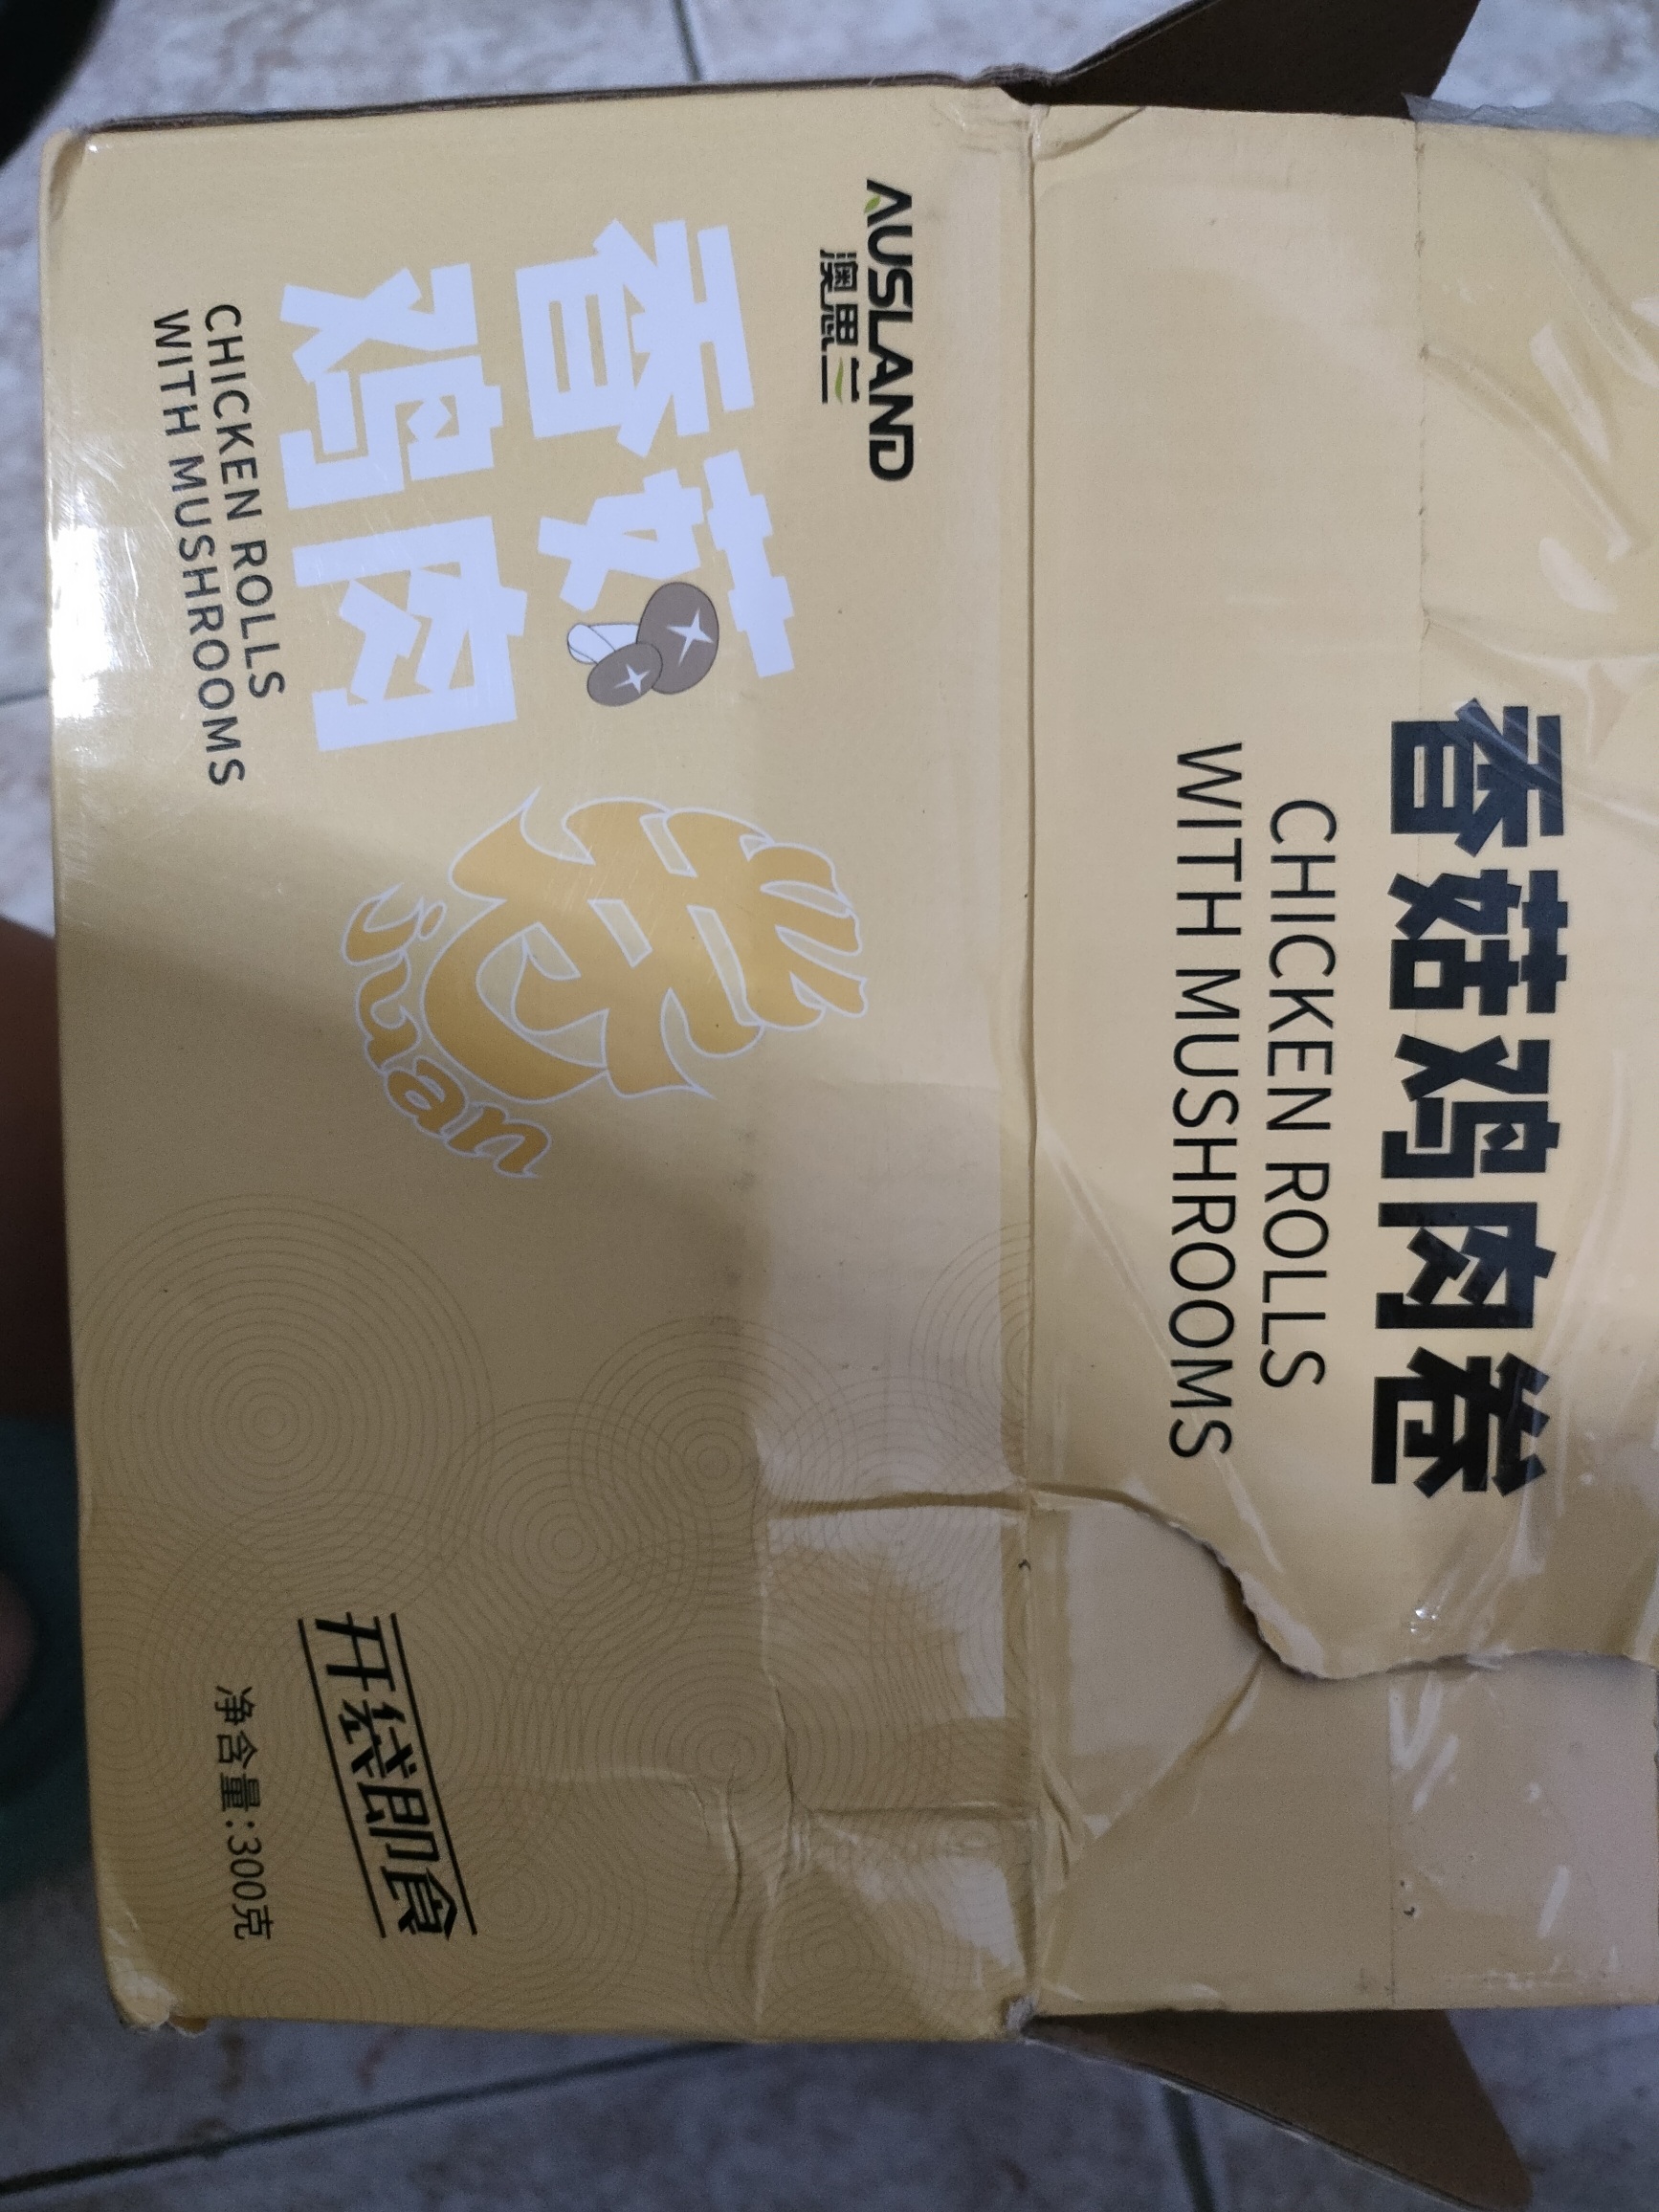 AUSLAND
澳思兰
香菇
鸡肉
卷
juan
CHICKEN ROLLS
WITH MUSHROOMS
开袋即食
净含量:300克
香菇鸡肉卷
CHICKEN ROLLS
WITH MUSHROOMS